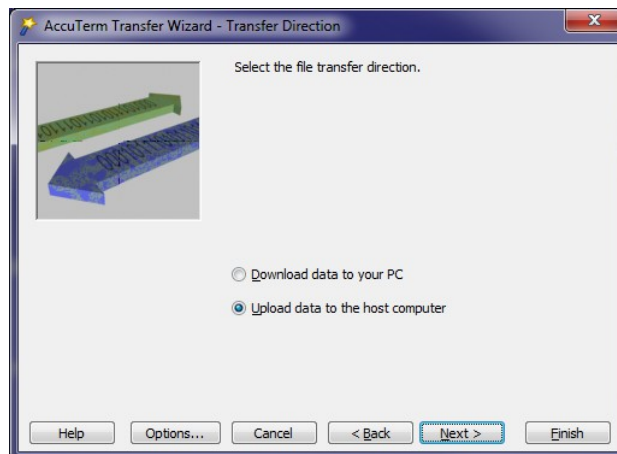 AccuTerm Transfer Wizard - Transfer Direction
Select the file transfer direction.
Download data to your PC
Upload data to the host computer
Help Options... Cancel < Back Next > Finish